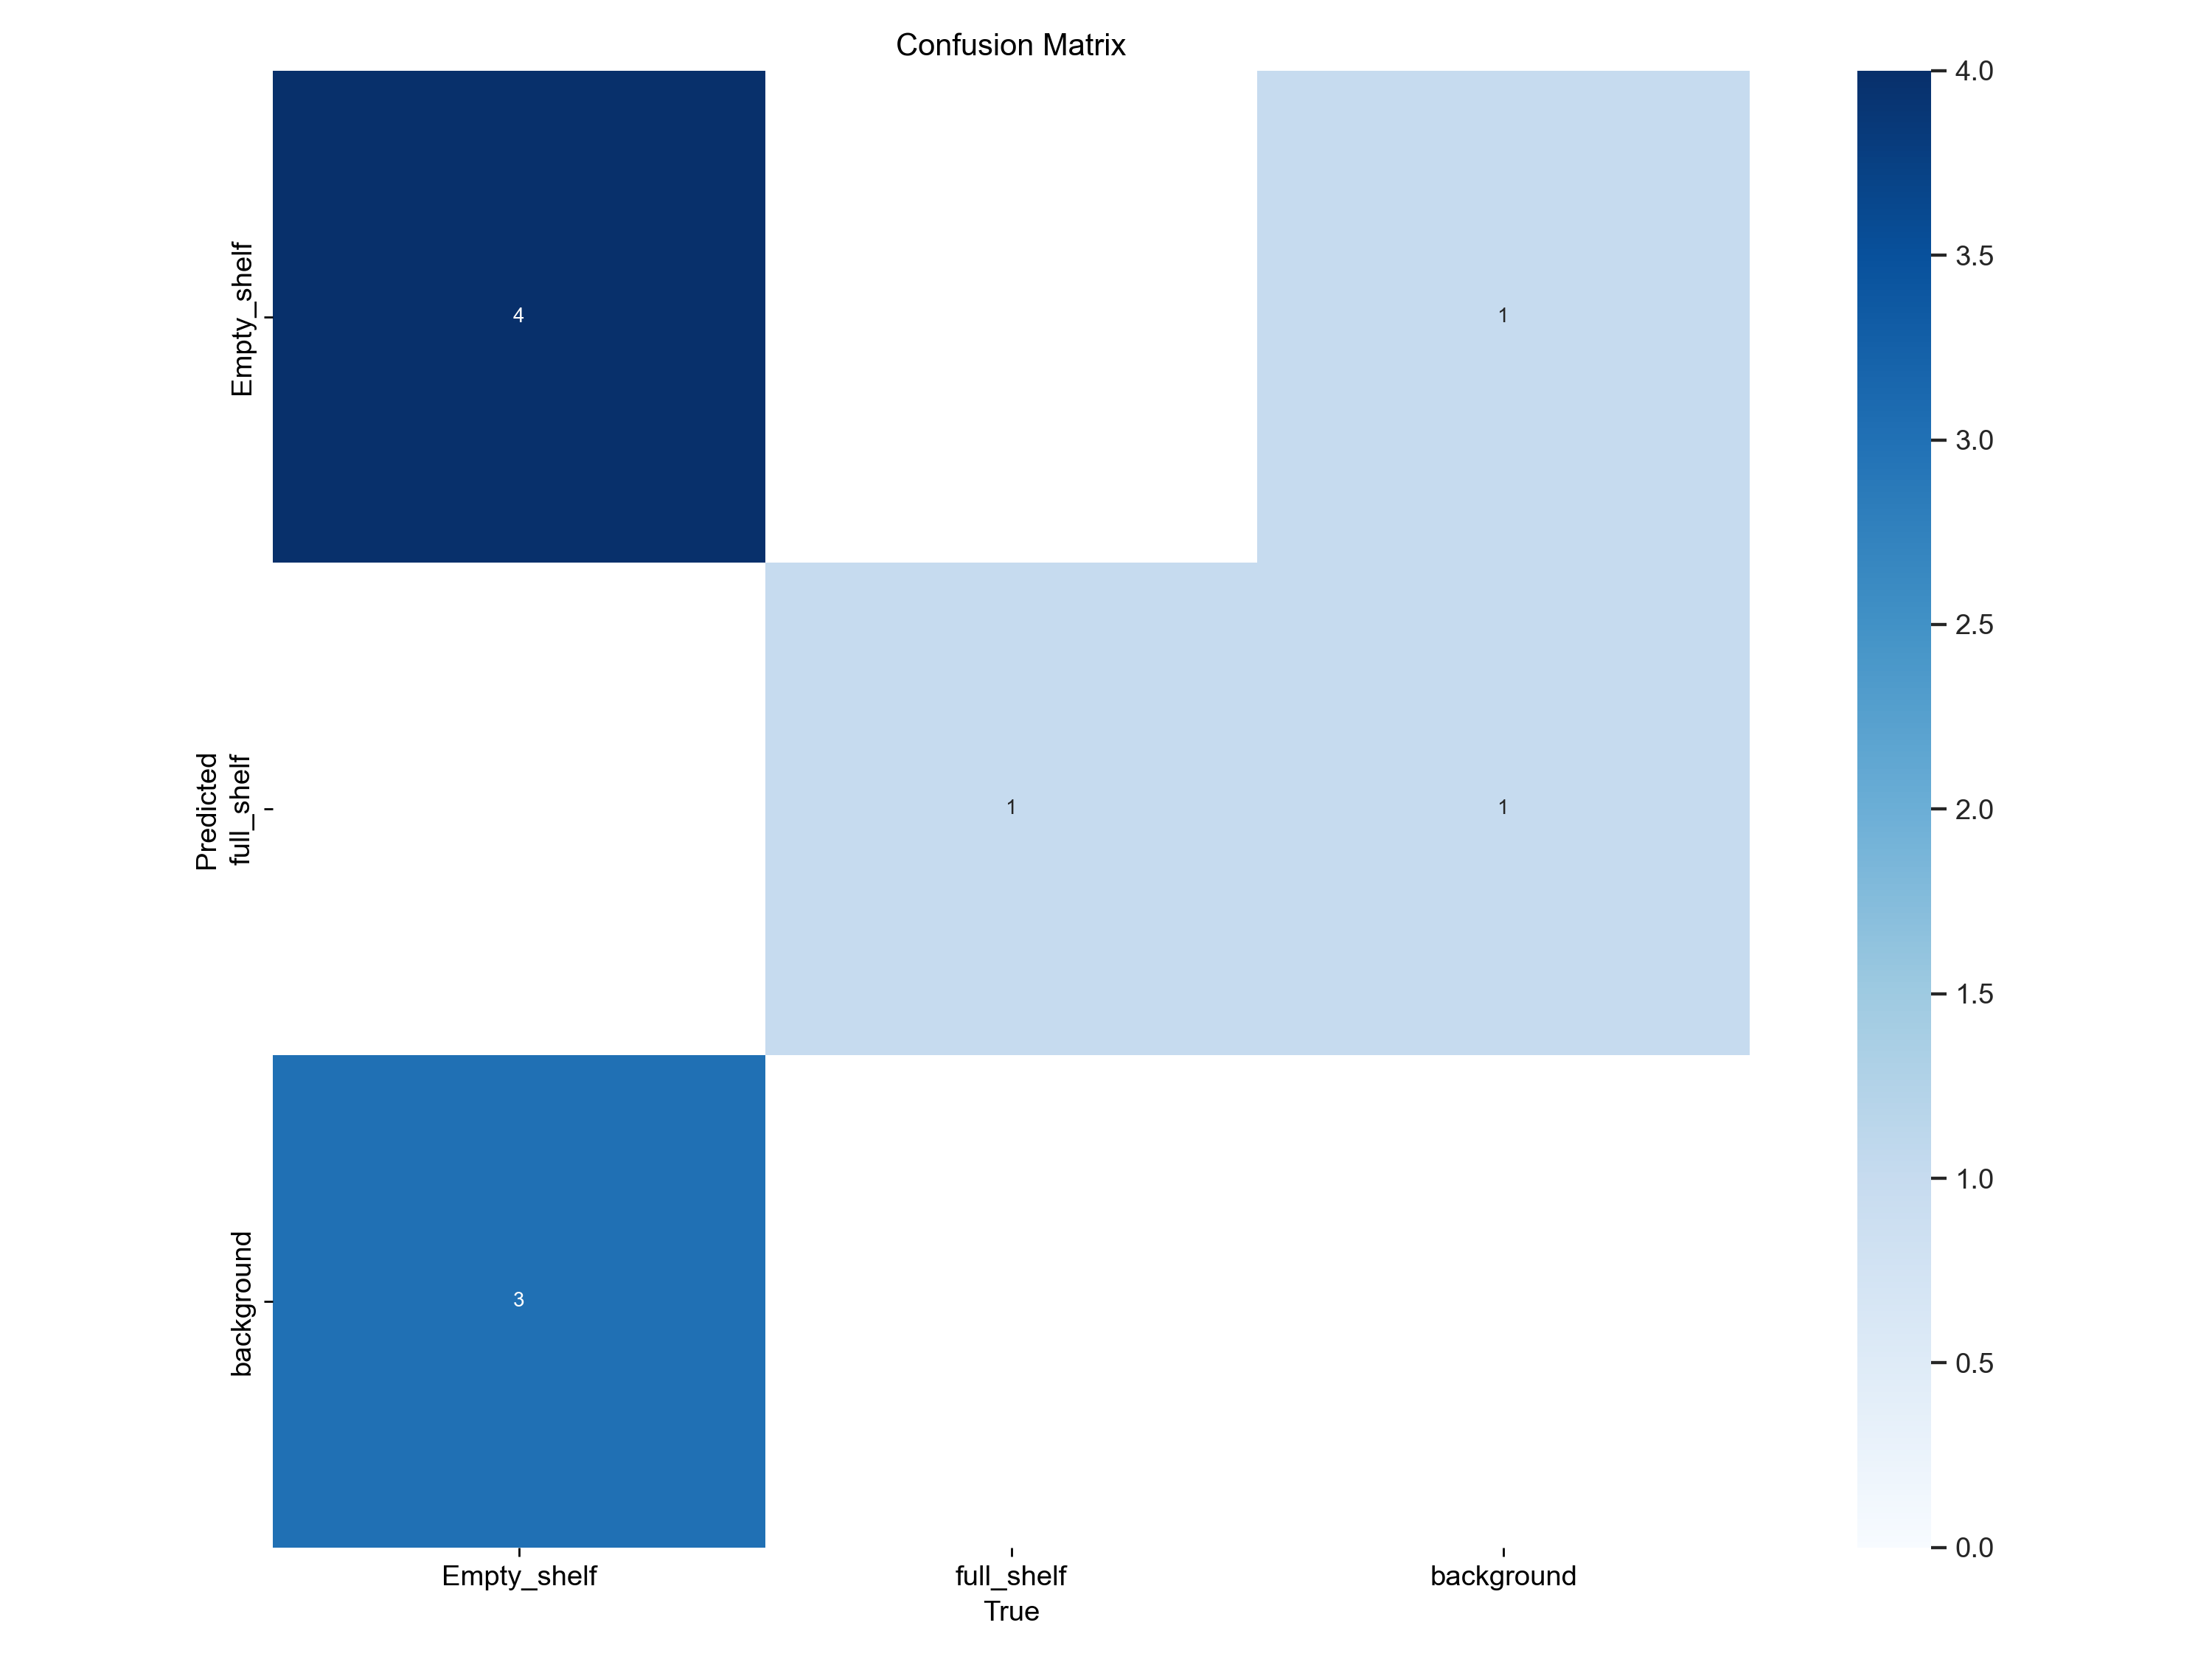 Confusion Matrix
Empty_shelf
full_shelf
background
Predicted
4
1
1
1
3
Empty_shelf
full_shelf
background
True
4.0
3.5
3.0
2.5
2.0
1.5
1.0
0.5
0.0